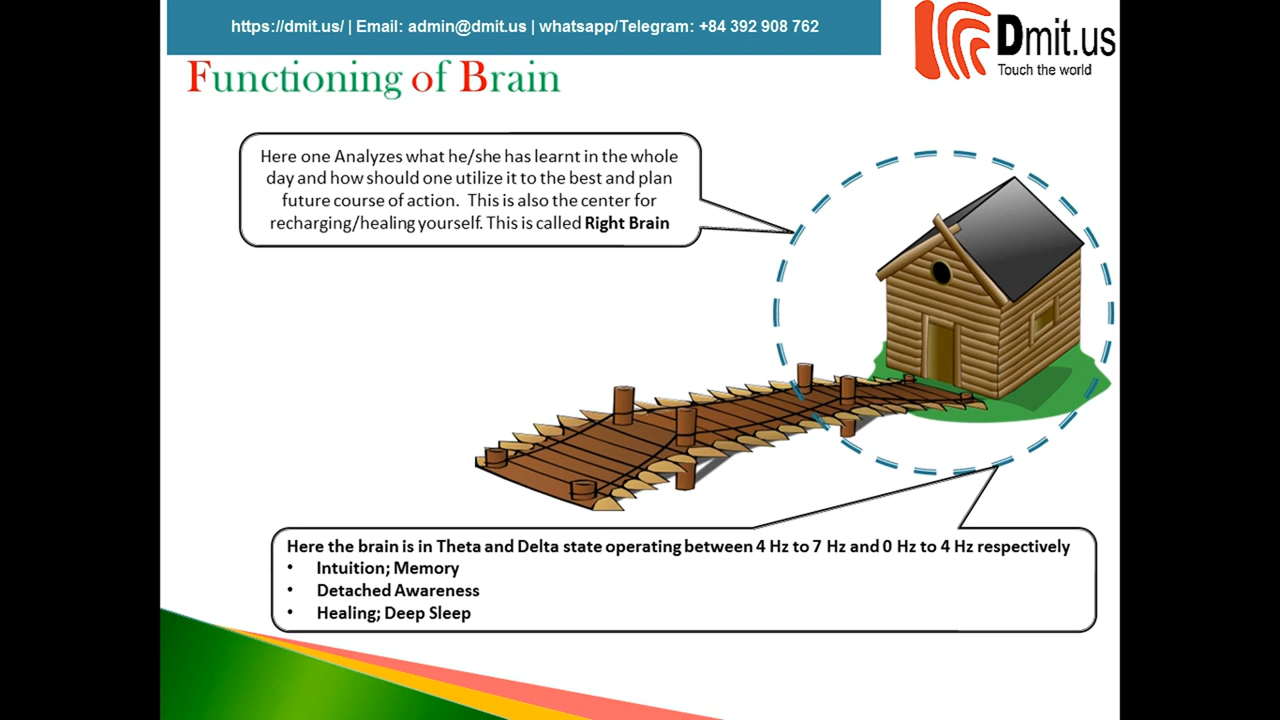 https://dmit.us/ | Email: admin@dmit.us | whatsapp/Telegram: +84 392 908 762
Dmit.us
Touch the world
Functioning of Brain
Here one Analyzes what he/she has learnt in the whole
day and how should one utilize it to the best and plan
future course of action. This is also the center for
recharging/healing yourself. This is called Right Brain
Here the brain is in Theta and Delta state operating between 4 Hz to 7 Hz and 0 Hz to 4 Hz respectively
• Intuition; Memory
• Detached Awareness
• Healing; Deep Sleep